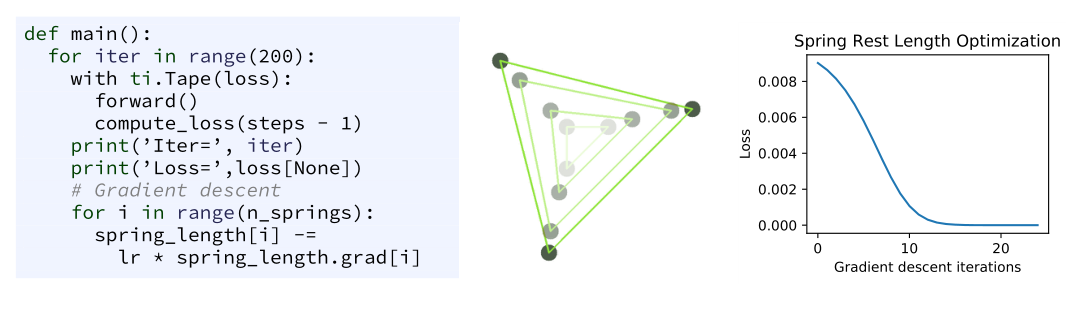 def main():
  for iter in range(200):
    with ti.Tape(loss):
      forward()
      compute_loss(steps - 1)
    print(’Iter=’, iter)
    print(’Loss=’,loss[None])
    # Gradient descent
    for i in range(n_springs):
      spring_length[i] -=
        lr * spring_length.grad[i]
Spring Rest Length Optimization
Loss
0.008
0.006
0.004
0.002
0.000
0 10 20
Gradient descent iterations